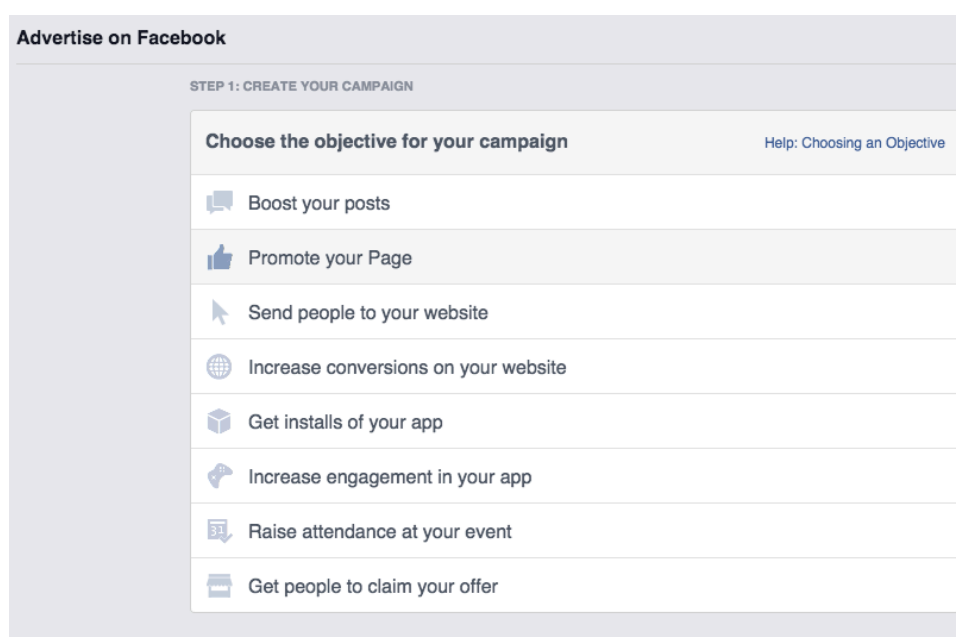 Advertise on Facebook
STEP 1: CREATE YOUR CAMPAIGN
Choose the objective for your campaign
Help: Choosing an Objective
Boost your posts
Promote your Page
Send people to your website
Increase conversions on your website
Get installs of your app
Increase engagement in your app
31
Raise attendance at your event
Get people to claim your offer